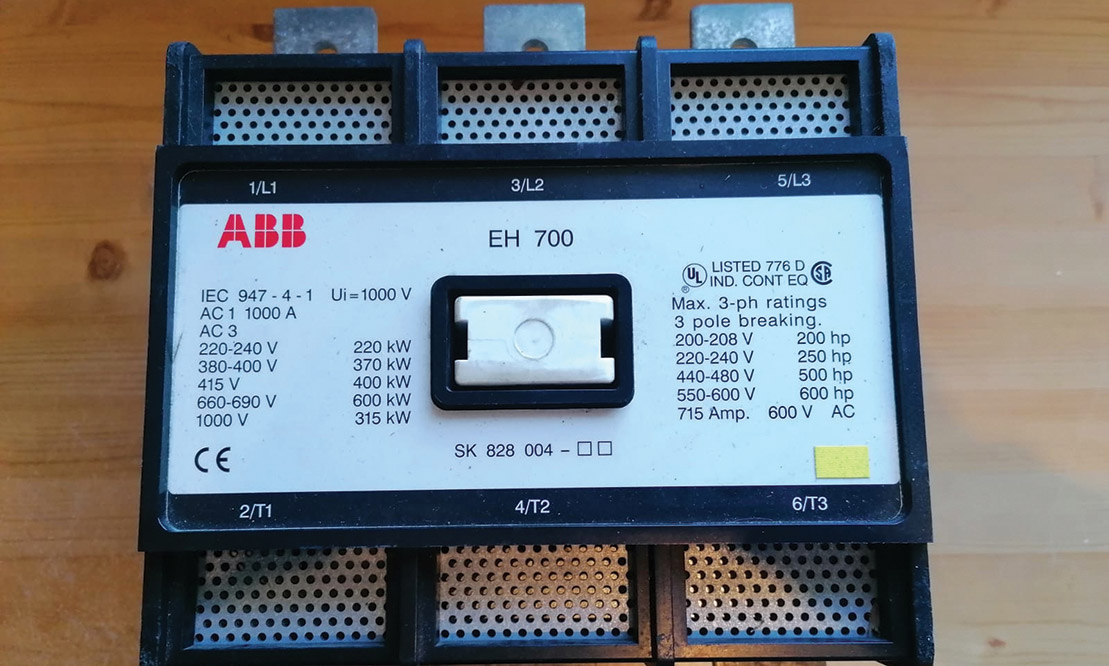 1/L1 3/L2 5/L3
ABB
EH 700
IEC 947-4-1 Ui=1000 V
AC 1 1000 A
AC 3
220-240 V 220 kW
380-400 V 370 kW
415 V 400 kW
660-690 V 600 kW
1000 V 315 kW
CE
UL ® LISTED 776 D
IND. CONT EQ SA
Max. 3-ph ratings
3 pole breaking.
200-208 V 200 hp
220-240 V 250 hp
440-480 V 500 hp
550-600 V 600 hp
715 Amp. 600 V AC
SK 828 004 - □□
2/T1 4/T2 6/T3